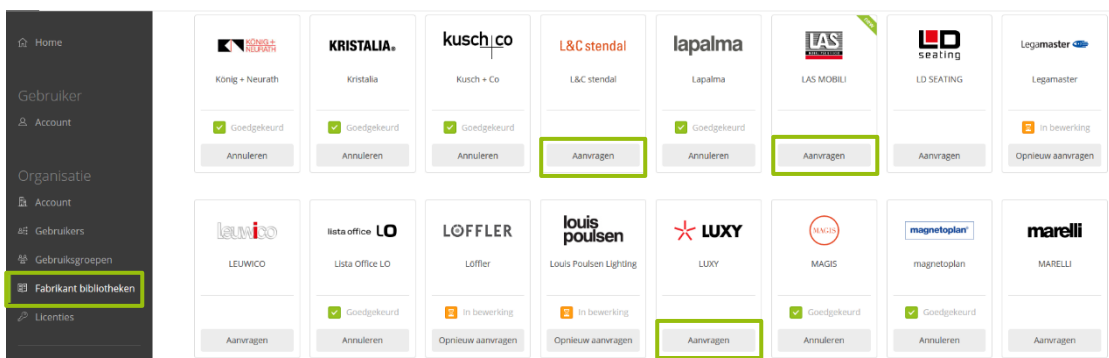 Home
Gebruiker
Account
Organisatie
Account
Gebruikers
Gebruiksgroepen
Fabrikant bibliotheken
Licenties
KÖNIG+ NEURATH
KRISTALIA.
kusch co
L&C stendal
lapalma
LAS
NEW
LD seating
Legamaster
König + Neurath
Kristalia
Kusch + Co
L&C stendal
Lapalma
LAS MOBILI
LD SEATING
Legamaster
Goedgekeurd
Goedgekeurd
Goedgekeurd
Goedgekeurd
In bewerking
Annuleren
Annuleren
Annuleren
Aanvragen
Annuleren
Aanvragen
Aanvragen
Opnieuw aanvragen
leuwico
lista office LO
LÖFFLER
louis poulsen
LUXY
MAGIS
magnetoplan
marelli
LEUWICO
Lista Office LO
Löffler
Louis Poulsen Lighting
LUXY
MAGIS
magnetoplan
MARELLI
Goedgekeurd
In bewerking
In bewerking
Goedgekeurd
Goedgekeurd
Aanvragen
Annuleren
Opnieuw aanvragen
Opnieuw aanvragen
Aanvragen
Annuleren
Annuleren
Aanvragen